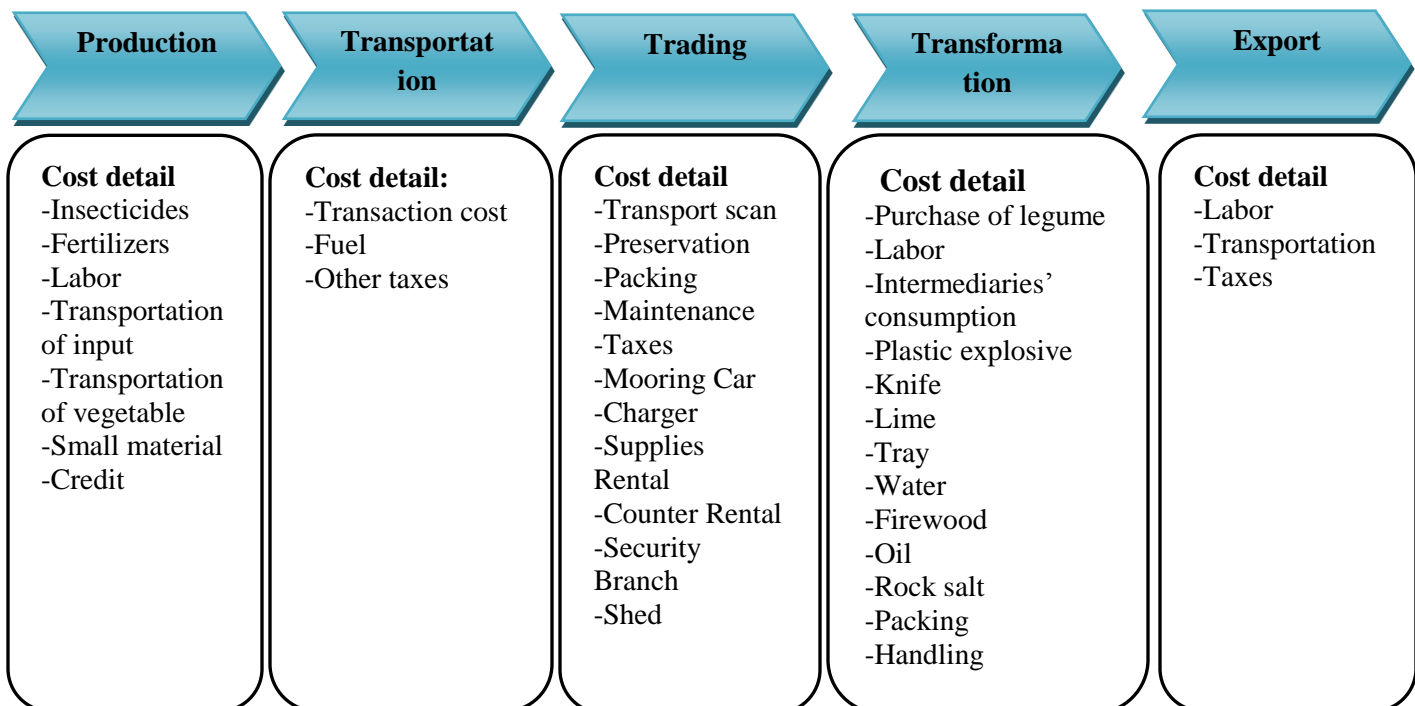 Production
Transportat
ion
Trading
Transforma
tion
Export
Cost detail
-Insecticides
-Fertilizers
-Labor
-Transportation
of input
-Transportation
of vegetable
-Small material
-Credit
Cost detail:
-Transaction cost
-Fuel
-Other taxes
Cost detail
-Transport scan
-Preservation
-Packing
-Maintenance
-Taxes
-Mooring Car
-Charger
-Supplies
Rental
-Counter Rental
-Security
Branch
-Shed
Cost detail
-Purchase of legume
-Labor
-Intermediaries’
consumption
-Plastic explosive
-Knife
-Lime
-Tray
-Water
-Firewood
-Oil
-Rock salt
-Packing
-Handling
Cost detail
-Labor
-Transportation
-Taxes